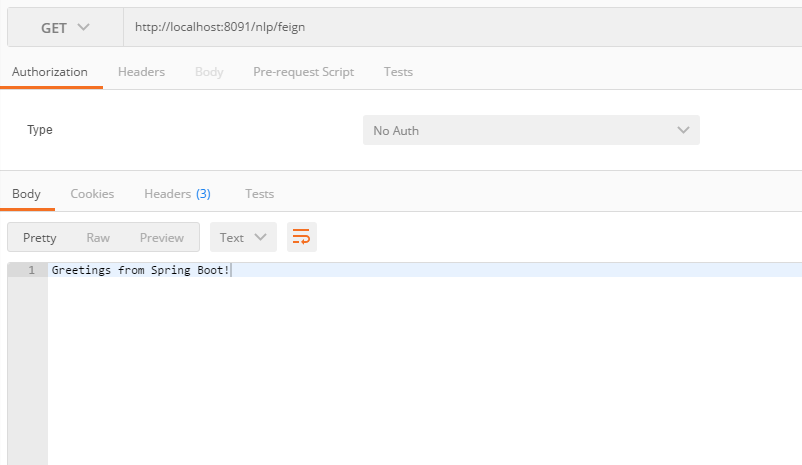 GET http://localhost:8091/nlp/feign
Authorization Headers Body Pre-request Script Tests
Type No Auth
Body Cookies Headers (3) Tests
Pretty Raw Preview Text
1 Greetings from Spring Boot!